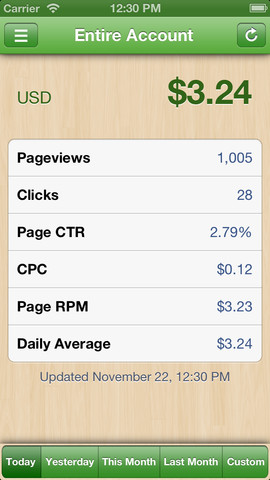 Carrier 12:30 PM
Entire Account
USD $3.24
Pageviews 1,005
Clicks 28
Page CTR 2.79%
CPC $0.12
Page RPM $3.23
Daily Average $3.24
Updated November 22, 12:30 PM
Today Yesterday This Month Last Month Custom